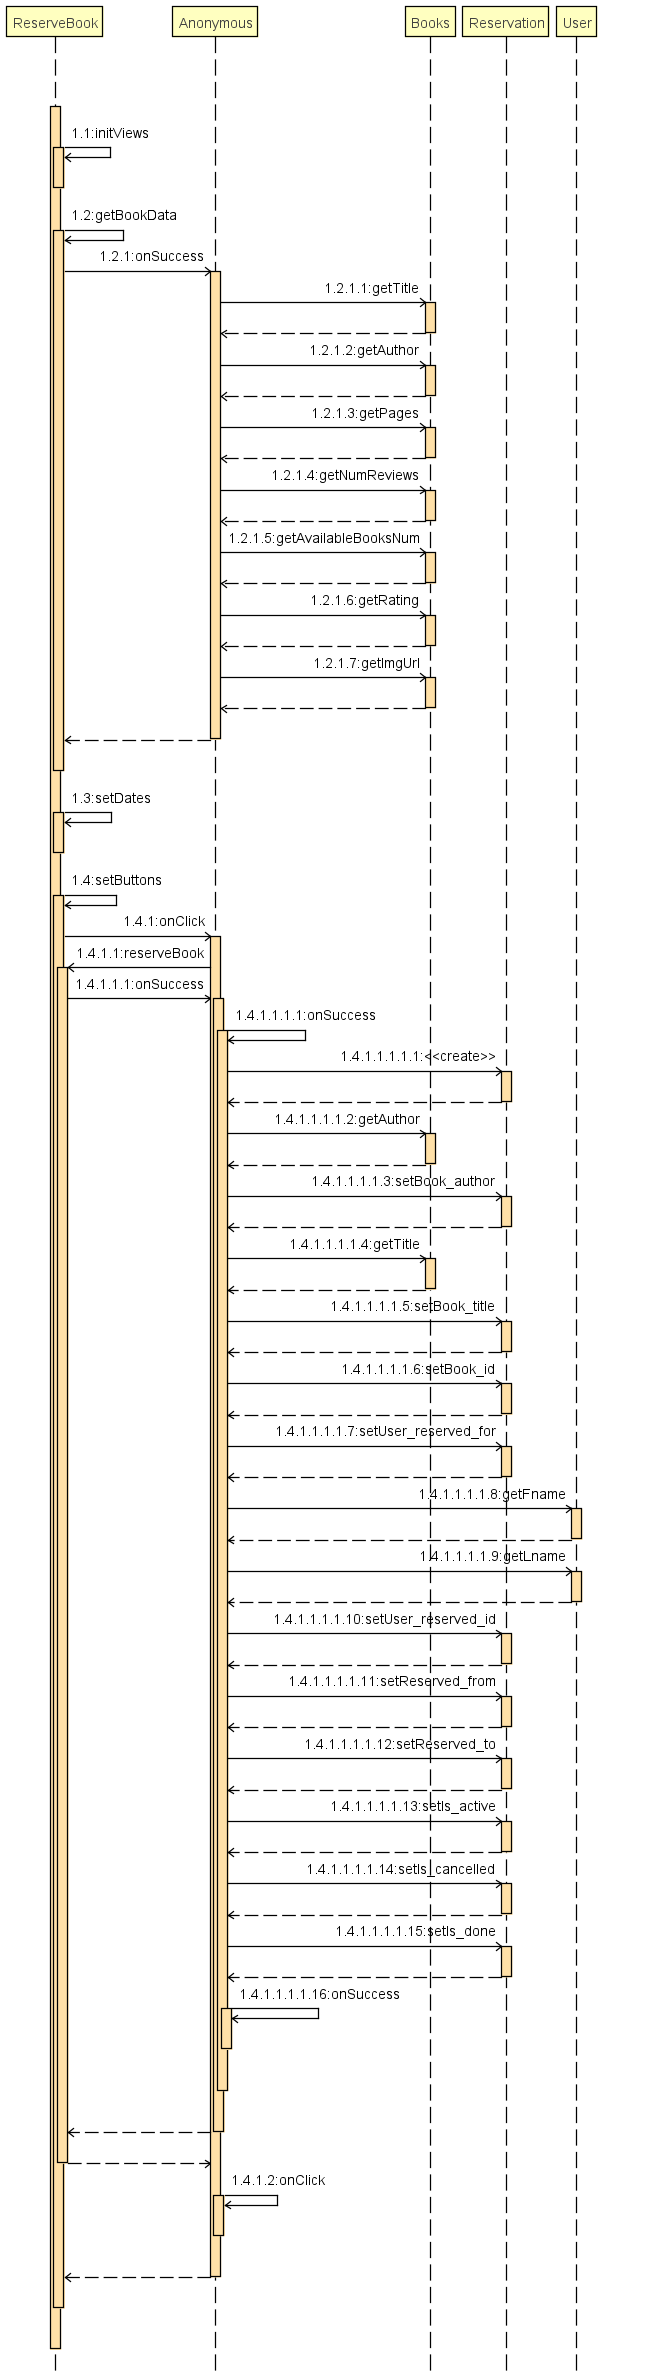 ReserveBook
Anonymous
Books
Reservation
User
1.1:initViews
1.2:getBookData
1.2.1:onSuccess
1.2.1.1:getTitle
1.2.1.2:getAuthor
1.2.1.3:getPages
1.2.1.4:getNumReviews
1.2.1.5:getAvailableBooksNum
1.2.1.6:getRating
1.2.1.7:getImgUrl
1.3:setDates
1.4:setButtons
1.4.1:onClick
1.4.1.1:reserveBook
1.4.1.1.1:onSuccess
1.4.1.1.1.1:onSuccess
1.4.1.1.1.1.1:<<create>>
1.4.1.1.1.1.2:getAuthor
1.4.1.1.1.1.3:setBook_author
1.4.1.1.1.1.4:getTitle
1.4.1.1.1.1.5:setBook_title
1.4.1.1.1.1.6:setBook_id
1.4.1.1.1.1.7:setUser_reserved_for
1.4.1.1.1.1.8:getFname
1.4.1.1.1.1.9:getLname
1.4.1.1.1.1.10:setUser_reserved_id
1.4.1.1.1.1.11:setReserved_from
1.4.1.1.1.1.12:setReserved_to
1.4.1.1.1.1.13:setIs_active
1.4.1.1.1.1.14:setIs_cancelled
1.4.1.1.1.1.15:setIs_done
1.4.1.1.1.1.16:onSuccess
1.4.1.2:onClick